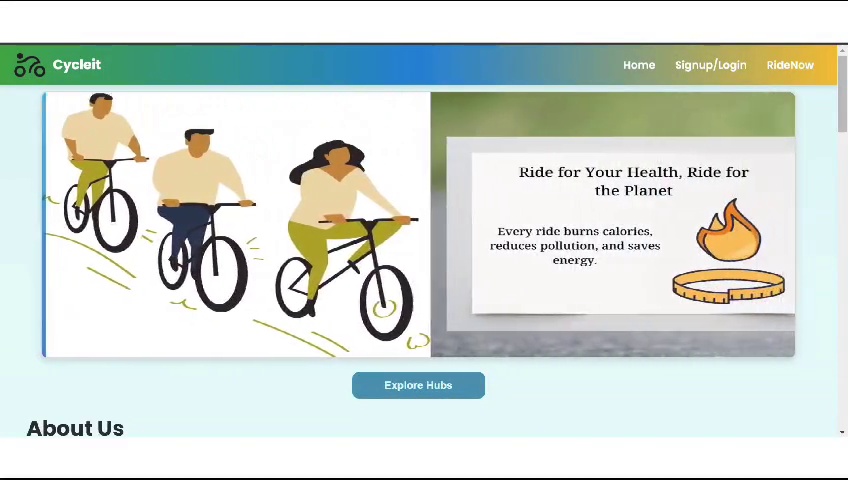 Cycleit
Home Signup/Login RideNow
Ride for Your Health, Ride for
the Planet
Every ride burns calories,
reduces pollution, and saves
energy.
Explore Hubs
About Us